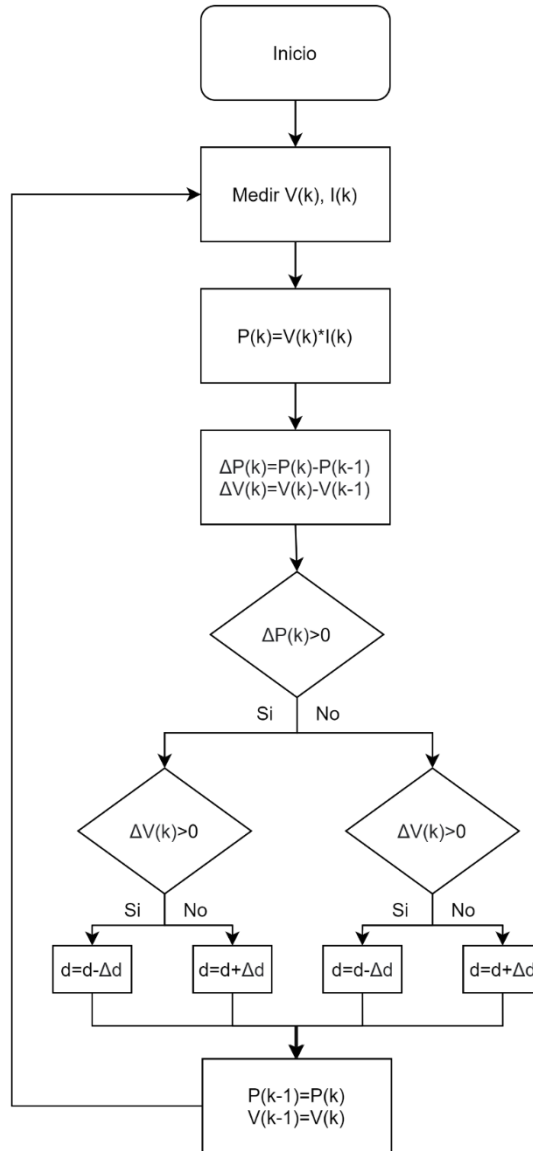 Inicio
Medir V(k), I(k)
P(k)=V(k)*I(k)
ΔP(k)=P(k)-P(k-1)
ΔV(k)=V(k)-V(k-1)
ΔP(k)>0
Si No
ΔV(k)>0 ΔV(k)>0
Si No Si No
d=d-Δd d=d+Δd d=d-Δd d=d+Δd
P(k-1)=P(k)
V(k-1)=V(k)